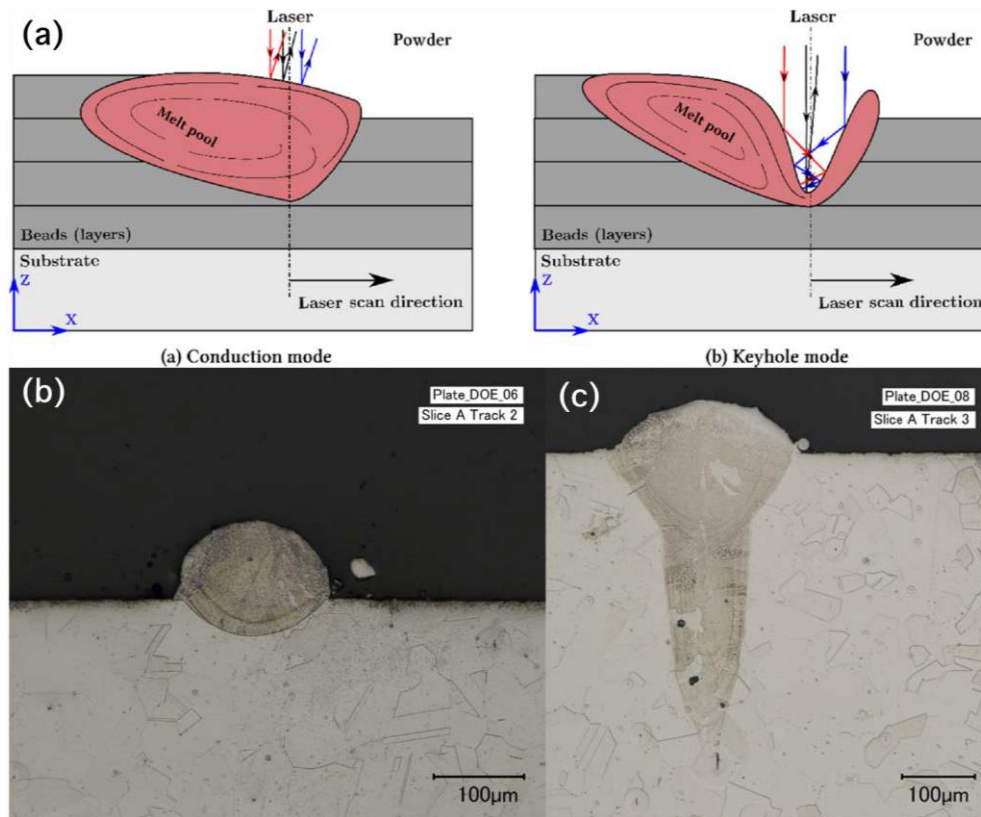 (a)
Laser
Powder
Melt pool
Beads (layers)
Substrate
Z
X
Laser scan direction
(a) Conduction mode
Laser
Powder
Melt pool
Beads (layers)
Substrate
Z
X
Laser scan direction
(b) Keyhole mode
(b)
Plate_DOE_06
Slice A Track 2
100µm
(c)
Plate_DOE_08
Slice A Track 3
100µm